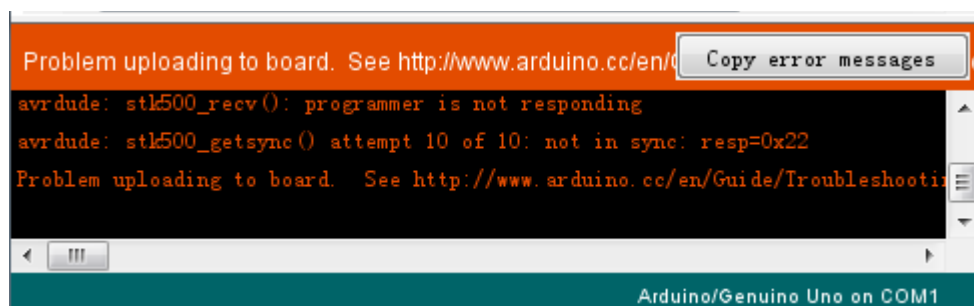 Problem uploading to board. See http://www.arduino.cc/en/
Copy error messages
avrdude: stk500_recv(): programmer is not responding
avrdude: stk500_getsync() attempt 10 of 10: not in sync: resp=0x22
Problem uploading to board. See http://www.arduino.cc/en/Guide/Troubleshooti
Arduino/Genuino Uno on COM1